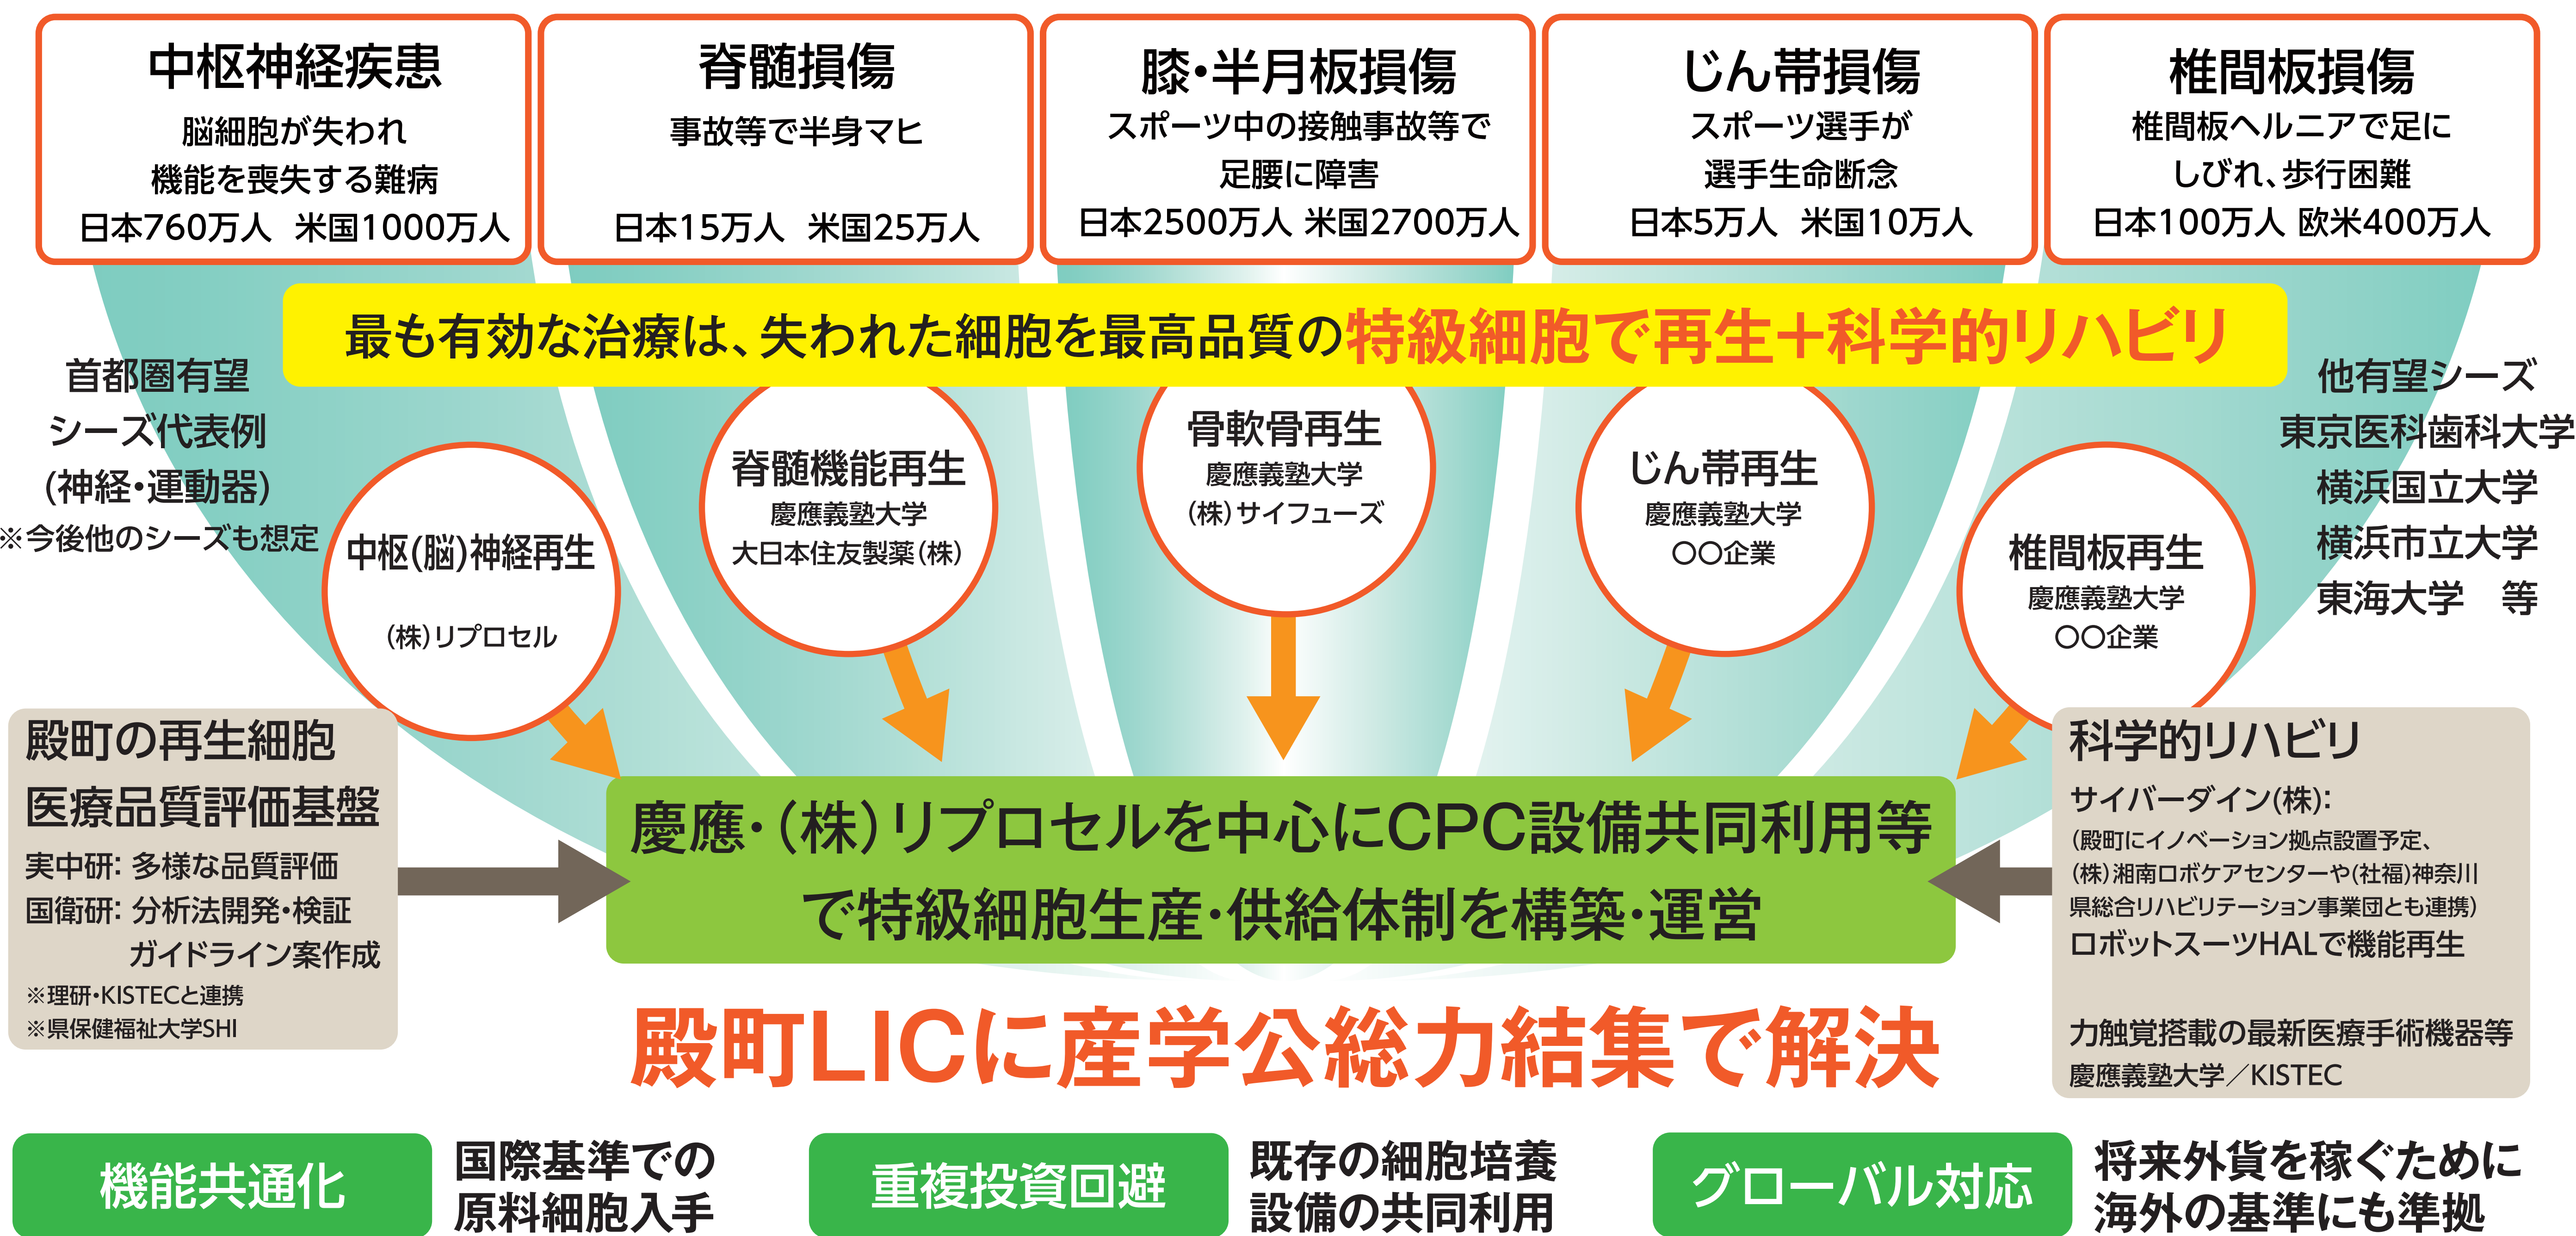 中枢神経疾患
脳細胞が失われ
機能を喪失する難病
日本760万人 米国1000万人
脊髄損傷
事故等で半身マヒ
日本15万人 米国25万人
膝・半月板損傷
スポーツ中の接触事故等で
足腰に障害
日本2500万人 米国2700万人
じん帯損傷
スポーツ選手が
選手生命断念
日本5万人 米国10万人
椎間板損傷
椎間板ヘルニアで足に
しびれ、歩行困難
日本100万人 欧米400万人
最も有効な治療は、失われた細胞を最高品質の特級細胞で再生＋科学的リハビリ
首都圏有望
シーズ代表例
(神経・運動器)
※今後他のシーズも想定
中枢(脳)神経再生
（株）リプロセル
脊髄機能再生
慶應義塾大学
大日本住友製薬（株）
骨軟骨再生
慶應義塾大学
（株）サイフューズ
じん帯再生
慶應義塾大学
〇〇企業
椎間板再生
慶應義塾大学
〇〇企業
他有望シーズ
東京医科歯科大学
横浜国立大学
横浜市立大学
東海大学　等
殿町の再生細胞
医療品質評価基盤
実中研：多様な品質評価
国衛研：分析法開発・検証
ガイドライン案作成
※理研・KISTECと連携
※県保健福祉大学SHI
慶應・（株）リプロセルを中心にCPC設備共同利用等
で特級細胞生産・供給体制を構築・運営
科学的リハビリ
サイバーダイン(株)：
（殿町にイノベーション拠点設置予定、
（株）湘南ロボケアセンターや(社福)神奈川
県総合リハビリテーション事業団とも連携）
ロボットスーツHALで機能再生
力触覚搭載の最新医療手術機器等
慶應義塾大学／KISTEC
殿町LICに産学公総力結集で解決
機能共通化
国際基準での
原料細胞入手
重複投資回避
既存の細胞培養
設備の共同利用
グローバル対応
将来外貨を稼ぐために
海外の基準にも準拠